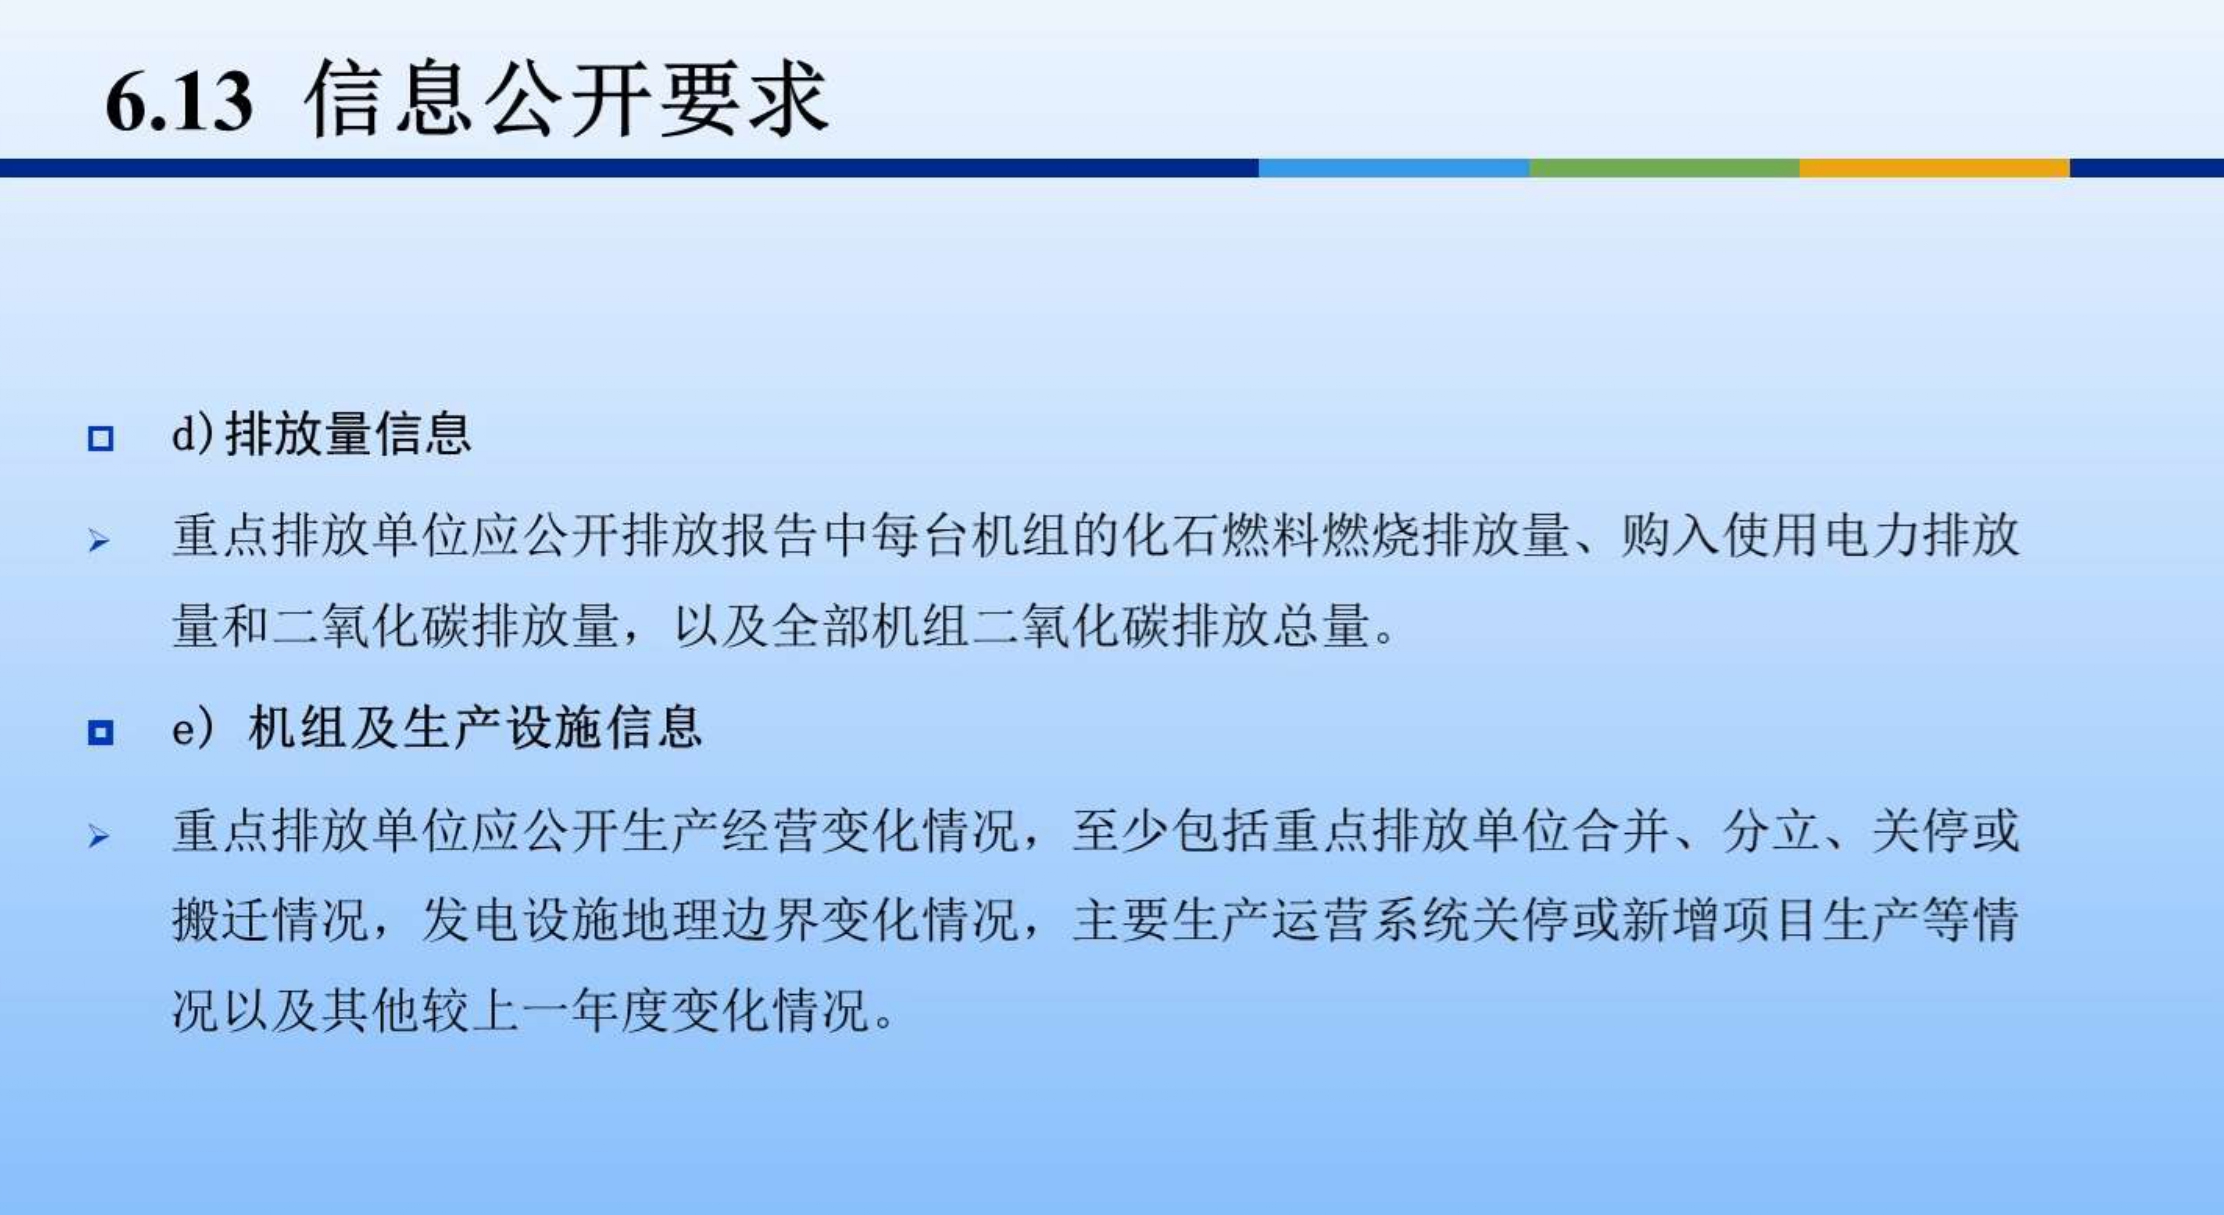 6.13 信息公开要求
d)排放量信息
重点排放单位应公开排放报告中每台机组的化石燃料燃烧排放量、购入使用电力排放
量和二氧化碳排放量，以及全部机组二氧化碳排放总量。
e) 机组及生产设施信息
重点排放单位应公开生产经营变化情况，至少包括重点排放单位合并、分立、关停或
搬迁情况，发电设施地理边界变化情况，主要生产运营系统关停或新增项目生产等情
况以及其他较上一年度变化情况。